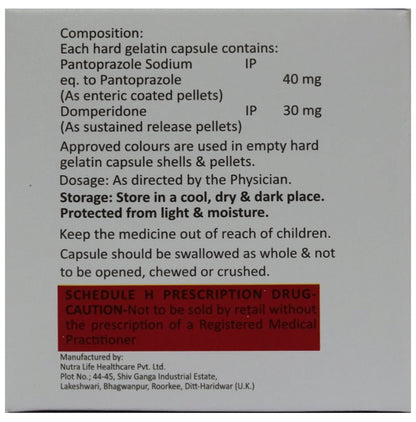 Composition:
Each hard gelatin capsule contains:
Pantoprazole Sodium IP
eq. to Pantoprazole 40 mg
(As enteric coated pellets)
Domperidone IP 30 mg
(As sustained release pellets)
Approved colours are used in empty hard
gelatin capsule shells & pellets.
Dosage: As directed by the Physician.
Storage: Store in a cool, dry & dark place.
Protected from light & moisture.
Keep the medicine out of reach of children.
Capsule should be swallowed as whole & not
to be opened, chewed or crushed.
SCHEDULE H PRESCRIPTION DRUG-
CAUTION-Not to be sold by retail without
the prescription of a Registered Medical
Practitioner
Manufactured by:
Nutra Life Healthcare Pvt. Ltd.
Plot No.; 44-45, Shiv Ganga Industrial Estate,
Lakeshwari, Bhagwanpur, Roorkee, Ditt-Haridwar (U.K.)